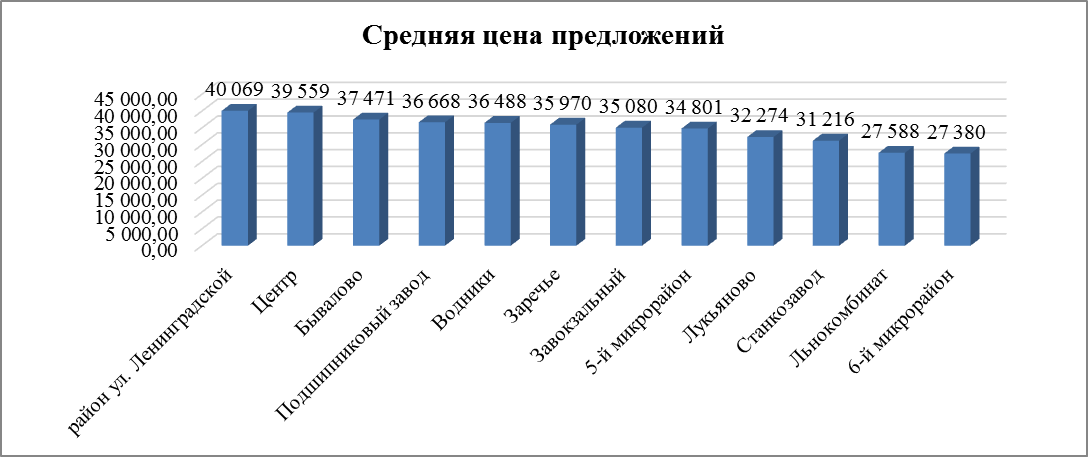 Средняя цена предложений
40 069 39 559 37 471 36 668 36 488 35 970 35 080 34 801 32 274 31 216 27 588 27 380
45 000,00
40 000,00
35 000,00
30 000,00
25 000,00
20 000,00
15 000,00
10 000,00
5 000,00
0,00
район ул. Ленинградской
Центр
Бывалово
Подшипниковый завод
Водники
Заречье
Завокзальный
5-й микрорайон
Лукьяново
Станкозавод
Льнокомбинат
6-й микрорайон